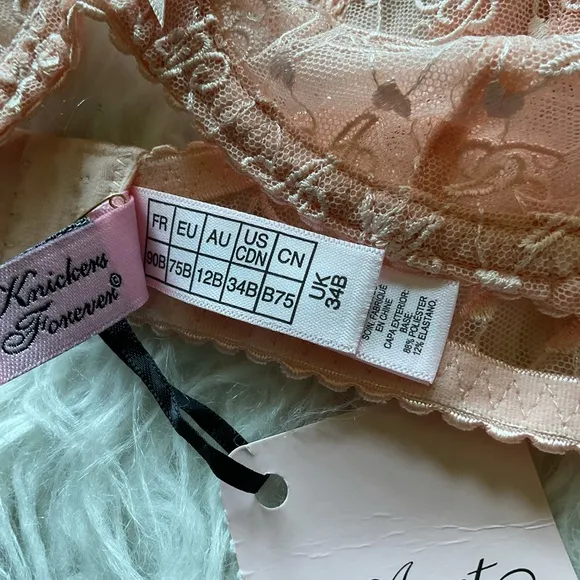 Knickers
Forever©
FR EU AU US CDN CN
90B 75B 12B 34B B75
UK
34B
FABRIQUÉ
EN CHINE
CAPA EXTERIOR:
BASE:
88% POLIÉSTER
12% ELASTANO.